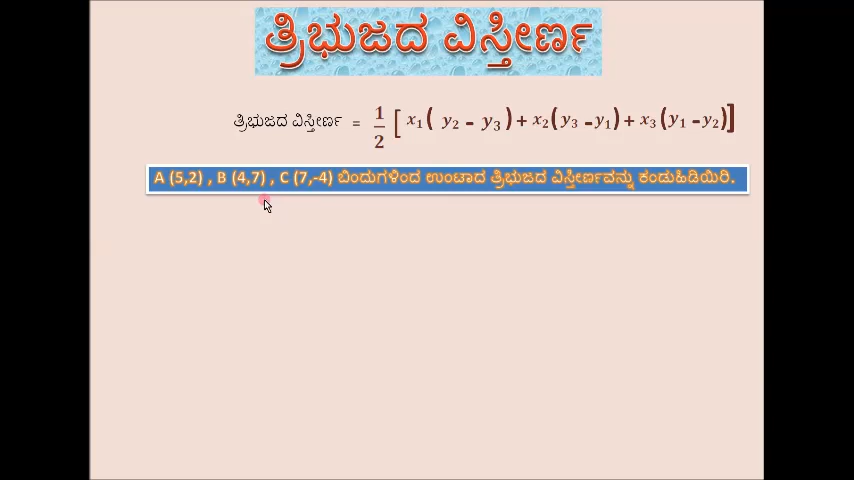 ತ್ರಿಭುಜದ ವಿಸ್ತೀರ್ಣ
ತ್ರಿಭುಜದ ವಿಸ್ತೀರ್ಣ = 1/2 [ x₁( y₂ – y₃ ) + x₂(y₃ –y₁) + x₃(y₁ –y₂)]
A (5,2) , B (4,7) , C (7,-4) ಬಿಂದುಗಳಿಂದ ಉಂಟಾದ ತ್ರಿಭುಜದ ವಿಸ್ತೀರ್ಣವನ್ನು ಕಂಡುಹಿಡಿಯಿರಿ.